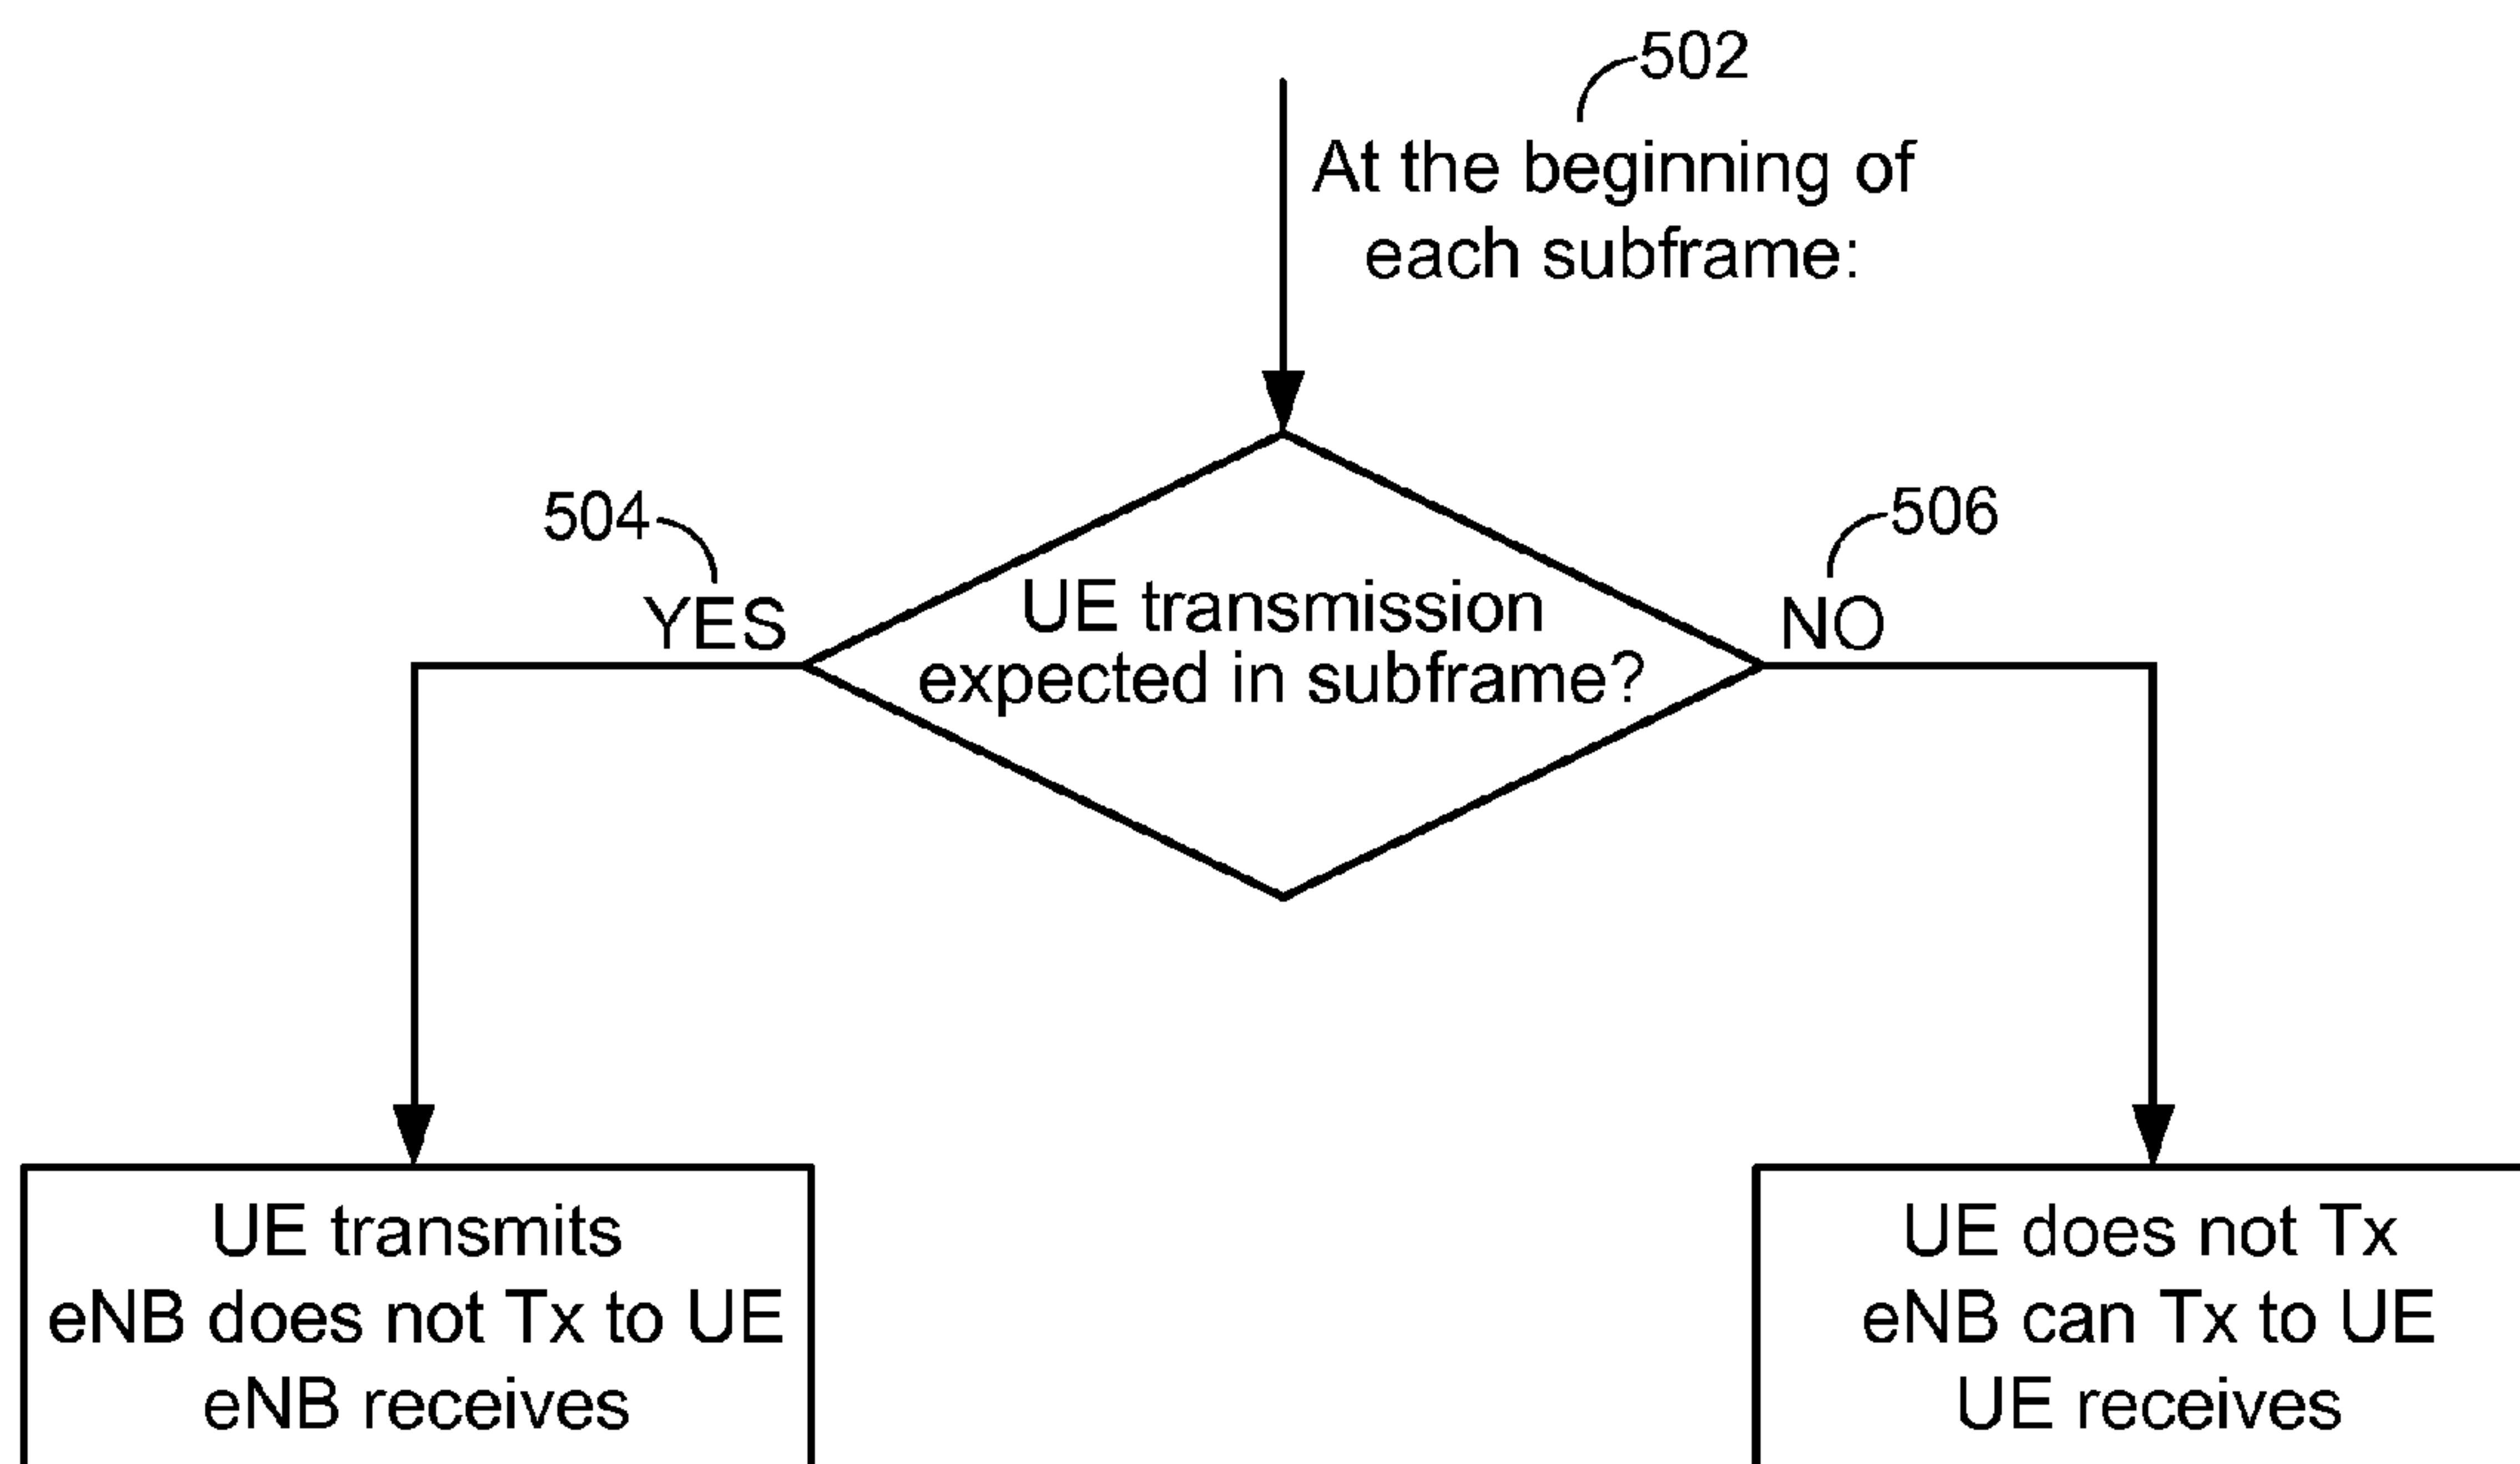 502
At the beginning of
each subframe:
504
YES
506
NO
UE transmission
expected in subframe?
UE transmits
eNB does not Tx to UE
eNB receives
UE does not Tx
eNB can Tx to UE
UE receives